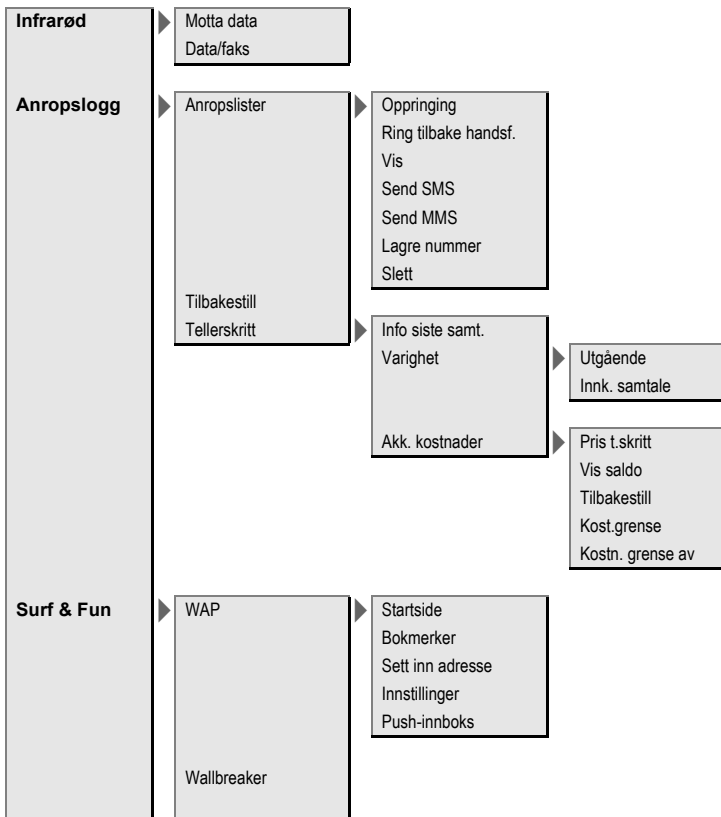 Infrarød
Motta data
Data/faks
Anropslogg
Anropslister
Oppringing
Ring tilbake handsf.
Vis
Send SMS
Send MMS
Lagre nummer
Slett
Tilbakestill
Tellerskritt
Info siste samt.
Varighet
Utgående
Innk. samtale
Akk. kostnader
Pris t.skritt
Vis saldo
Tilbakestill
Kost.grense
Kostn. grense av
Surf & Fun
WAP
Startside
Bokmerker
Sett inn adresse
Innstillinger
Push-innboks
Wallbreaker